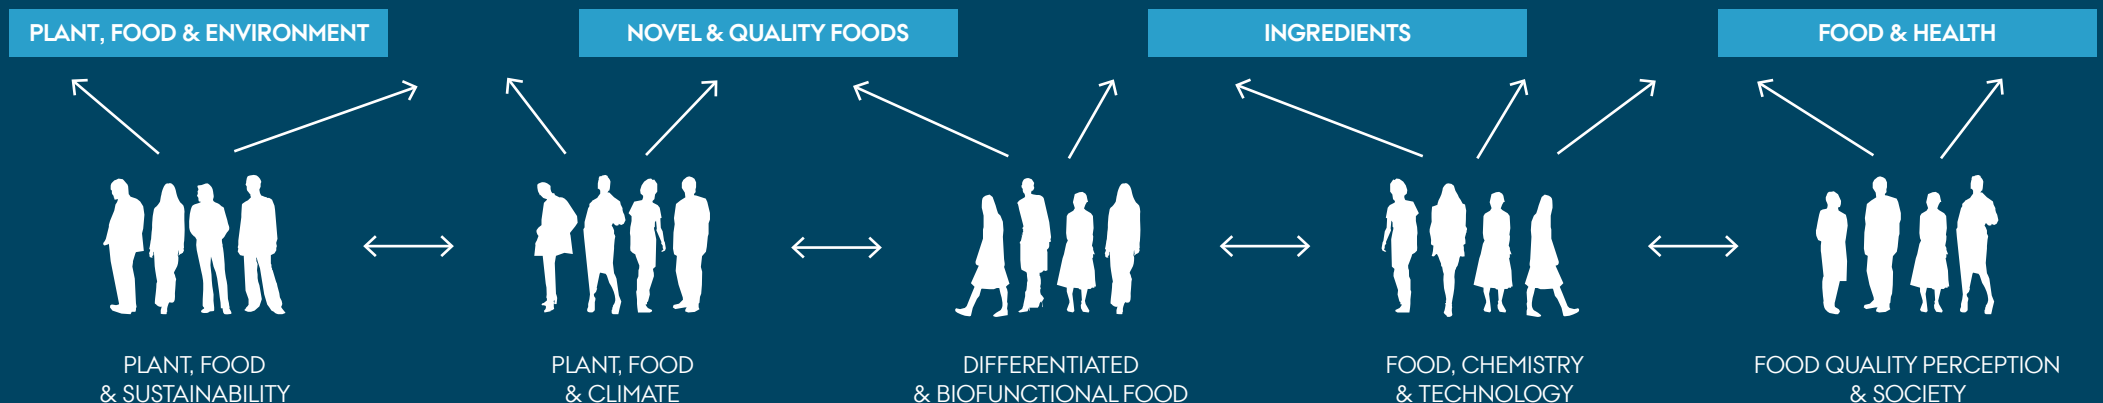 PLANT, FOOD & ENVIRONMENT
NOVEL & QUALITY FOODS
INGREDIENTS
FOOD & HEALTH
PLANT, FOOD
& SUSTAINABILITY
PLANT, FOOD
& CLIMATE
DIFFERENTIATED
& BIOFUNCTIONAL FOOD
FOOD, CHEMISTRY
& TECHNOLOGY
FOOD QUALITY PERCEPTION
& SOCIETY